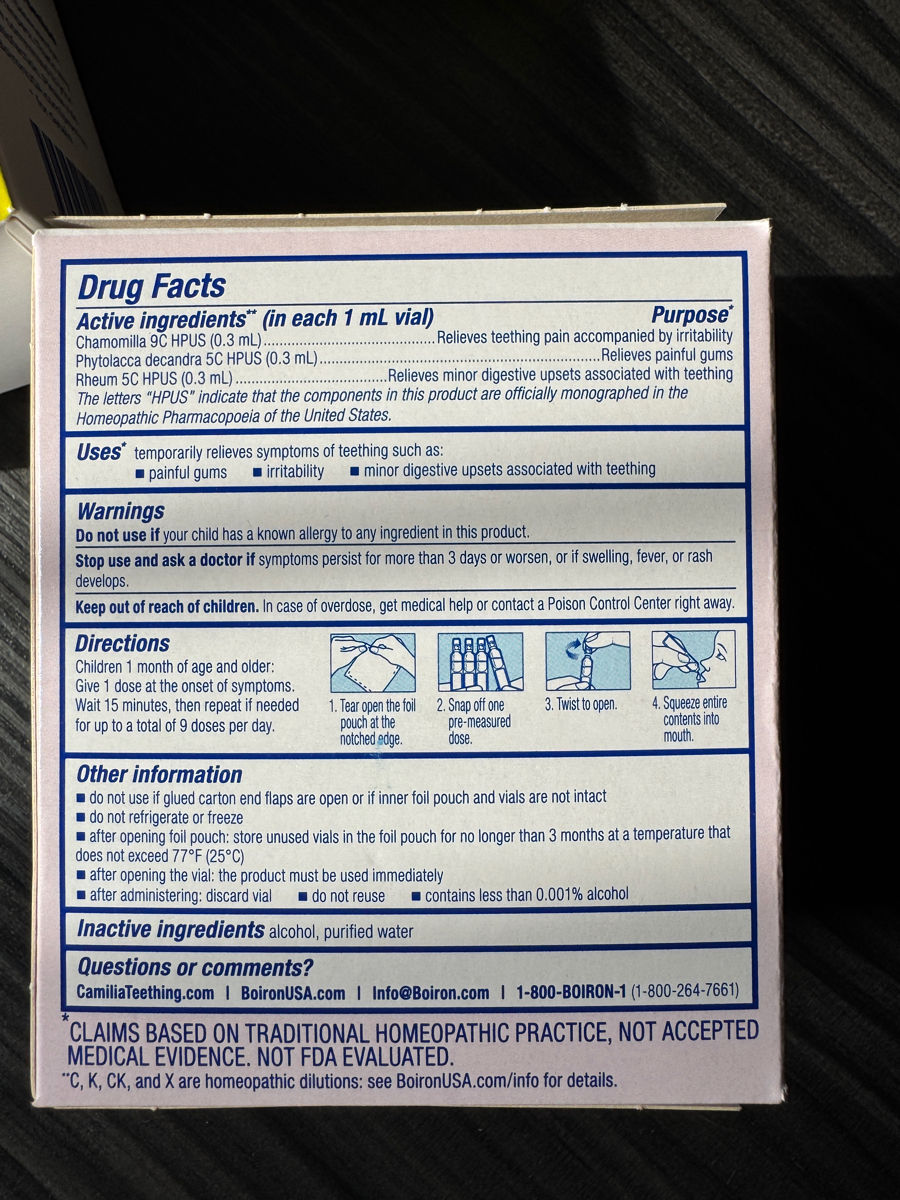 Drug Facts
Active ingredients** (in each 1 mL vial) Purpose*
Chamomilla 9C HPUS (0.3 mL)..........................................Relieves teething pain accompanied by irritability
Phytolacca decandra 5C HPUS (0.3 mL)....................................................................Relieves painful gums
Rheum 5C HPUS (0.3 mL).....................................Relieves minor digestive upsets associated with teething
The letters “HPUS” indicate that the components in this product are officially monographed in the
Homeopathic Pharmacopoeia of the United States.
Uses* temporarily relieves symptoms of teething such as:
■ painful gums ■ irritability ■ minor digestive upsets associated with teething
Warnings
Do not use if your child has a known allergy to any ingredient in this product.
Stop use and ask a doctor if symptoms persist for more than 3 days or worsen, or if swelling, fever, or rash
develops.
Keep out of reach of children. In case of overdose, get medical help or contact a Poison Control Center right away.
Directions
Children 1 month of age and older:
Give 1 dose at the onset of symptoms.
Wait 15 minutes, then repeat if needed
for up to a total of 9 doses per day.
1. Tear open the foil
pouch at the
notched edge.
2. Snap off one
pre-measured
dose.
3. Twist to open.
4. Squeeze entire
contents into
mouth.
Other information
■ do not use if glued carton end flaps are open or if inner foil pouch and vials are not intact
■ do not refrigerate or freeze
■ after opening foil pouch: store unused vials in the foil pouch for no longer than 3 months at a temperature that
does not exceed 77°F (25°C)
■ after opening the vial: the product must be used immediately
■ after administering: discard vial ■ do not reuse ■ contains less than 0.001% alcohol
Inactive ingredients alcohol, purified water
Questions or comments?
CamiliaTeething.com | BoironUSA.com | Info@Boiron.com | 1-800-BOIRON-1 (1-800-264-7661)
*CLAIMS BASED ON TRADITIONAL HOMEOPATHIC PRACTICE, NOT ACCEPTED
MEDICAL EVIDENCE. NOT FDA EVALUATED.
**C, K, CK, and X are homeopathic dilutions: see BoironUSA.com/info for details.